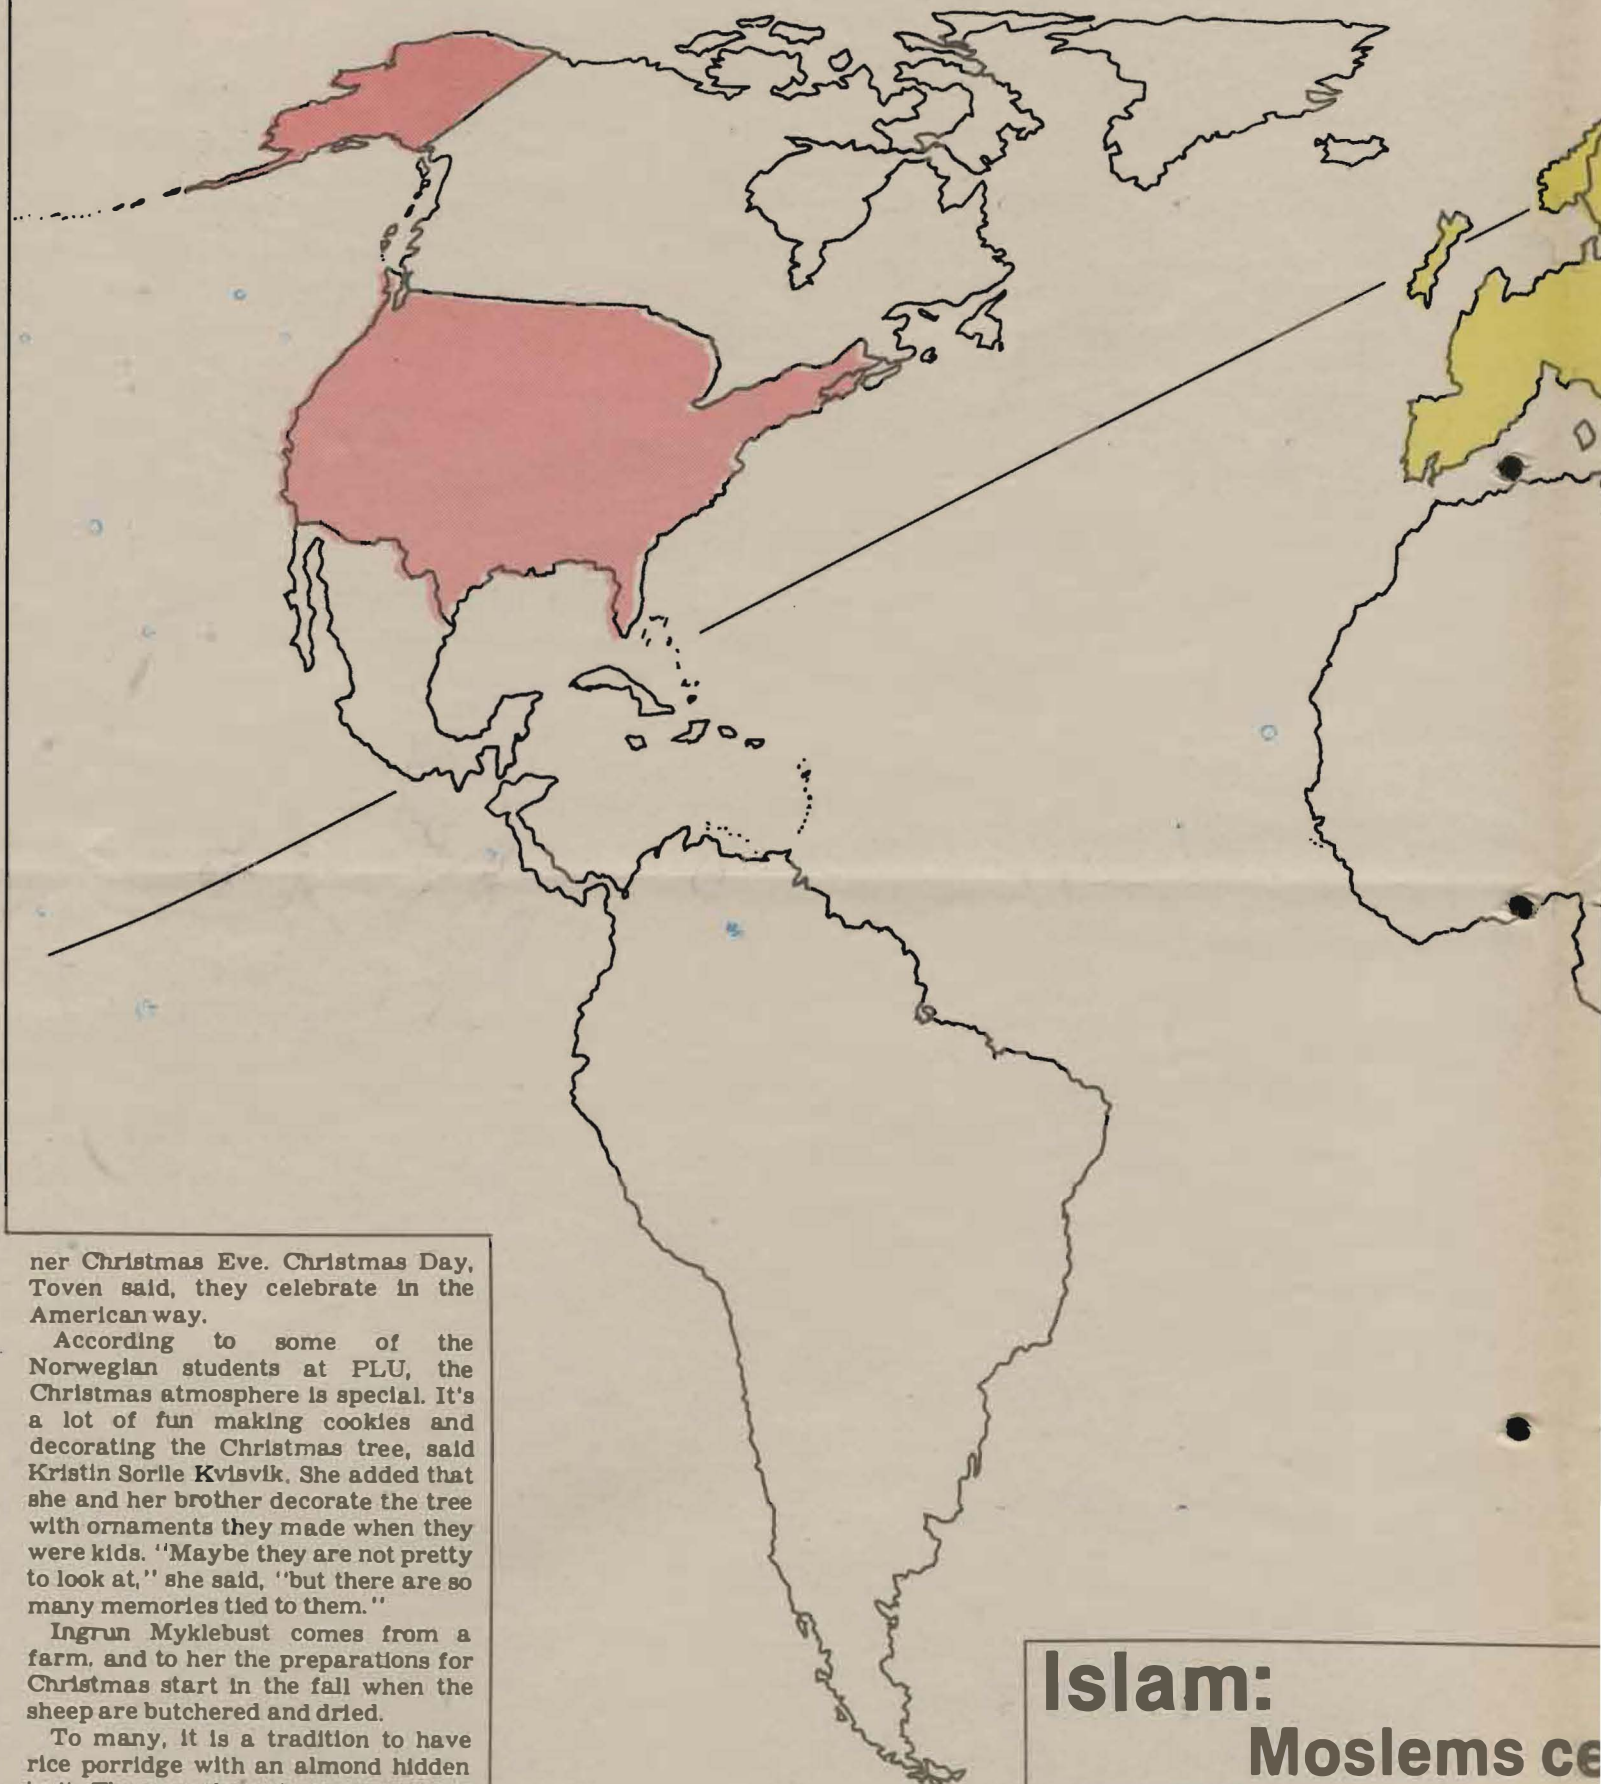 ner Christmas Eve. Christmas Day,
Toven said, they celebrate in the
American way.
According to some of the
Norwegian students at PLU, the
Christmas atmosphere is special. It's
a lot of fun making cookies and
decorating the Christmas tree, said
Kristin Sorlle Kvisvik. She added that
she and her brother decorate the tree
with ornaments they made when they
were kids. "Maybe they are not pretty
to look at," she said, "but there are so
many memories tied to them."
Ingrun Myklebust comes from a
farm, and to her the preparations for
Christmas start in the fall when the
sheep are butchered and dried.
To many, it is a tradition to have
rice porridge with an almond hidden
Islam:
Moslems ce